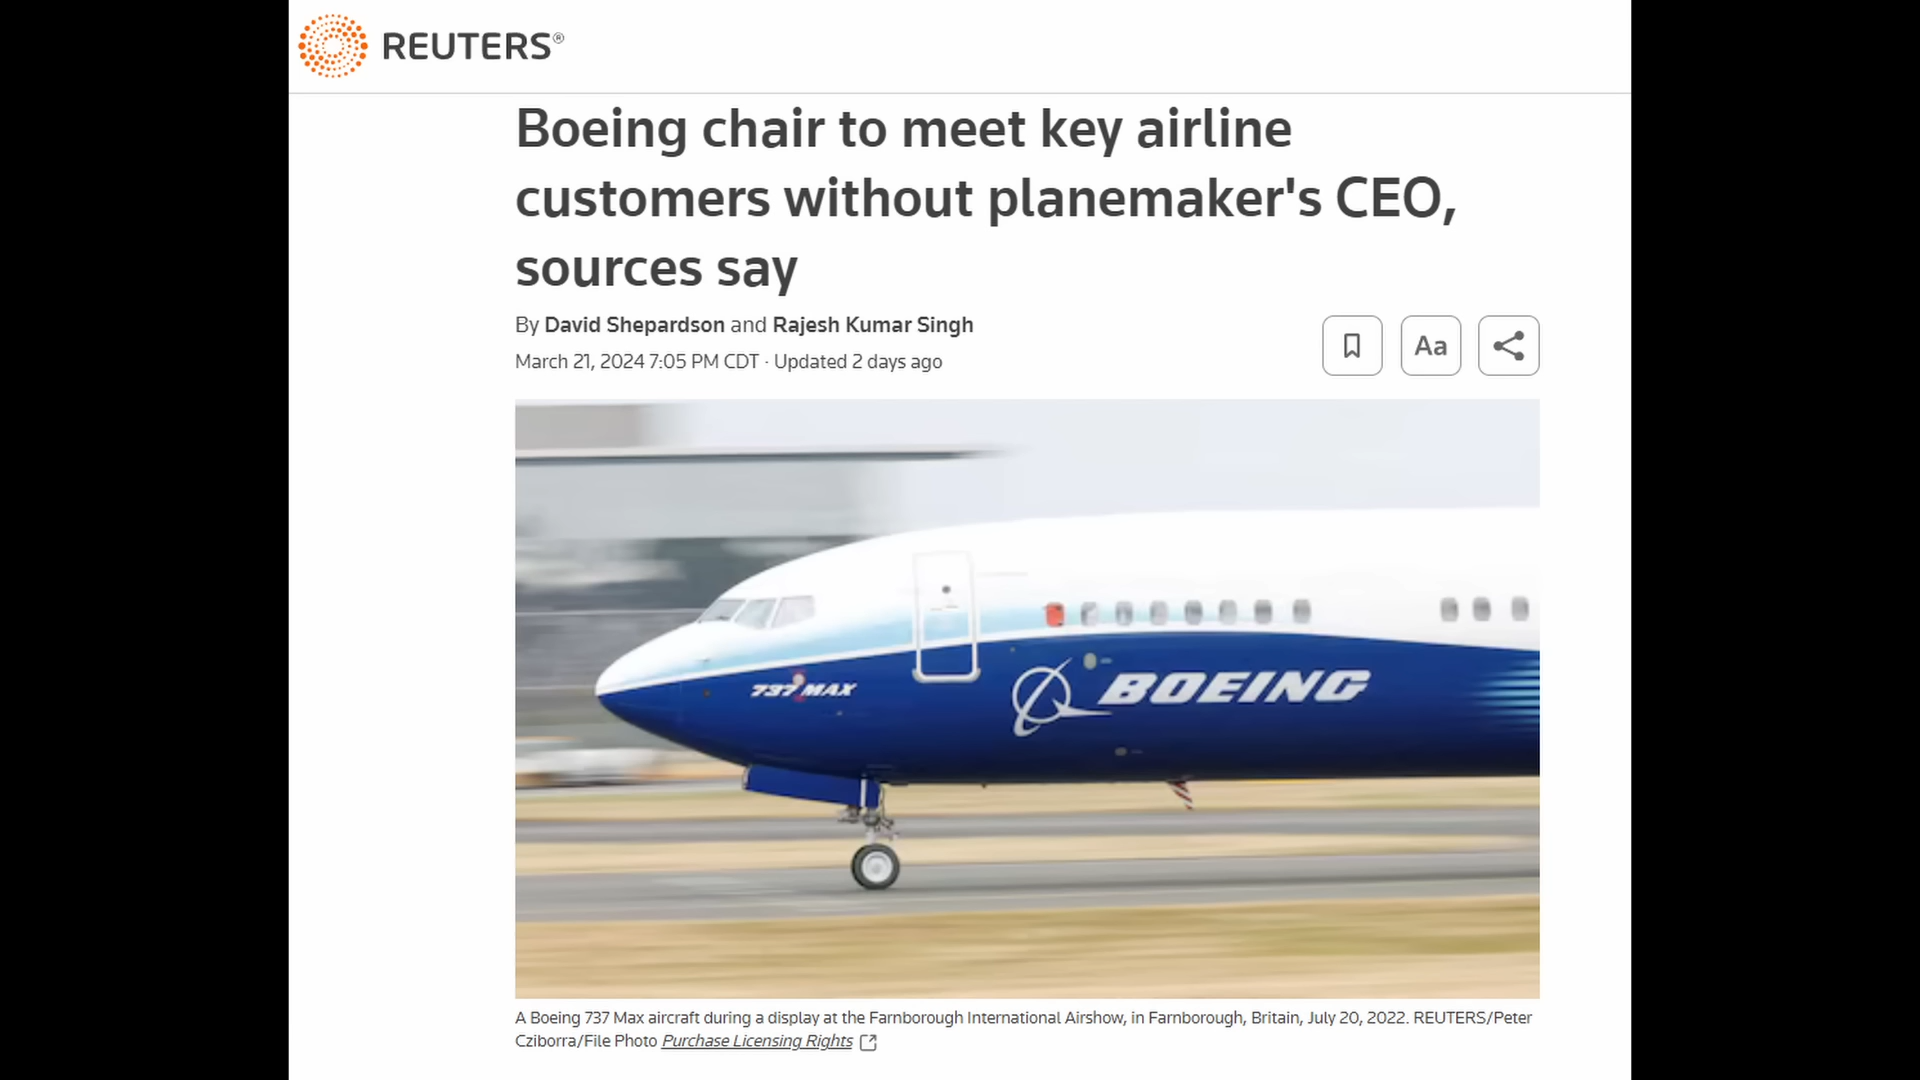 REUTERS®
Boeing chair to meet key airline
customers without planemaker's CEO,
sources say
By David Shepardson and Rajesh Kumar Singh
March 21, 2024 7:05 PM CDT · Updated 2 days ago
Aa
737 MAX
BOEING
A Boeing 737 Max aircraft during a display at the Farnborough International Airshow, in Farnborough, Britain, July 20, 2022. REUTERS/Peter
Cziborra/File Photo Purchase Licensing Rights